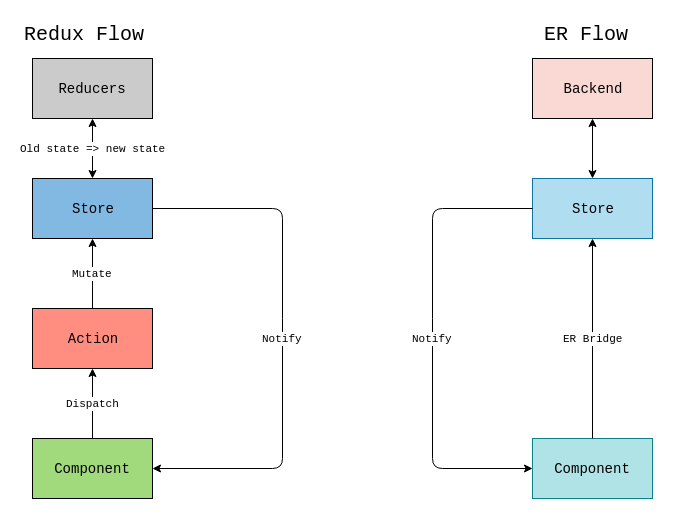 Redux Flow
Reducers
Old state => new state
Store
Mutate
Action
Notify
Dispatch
Component
ER Flow
Backend
Store
Notify
ER Bridge
Component